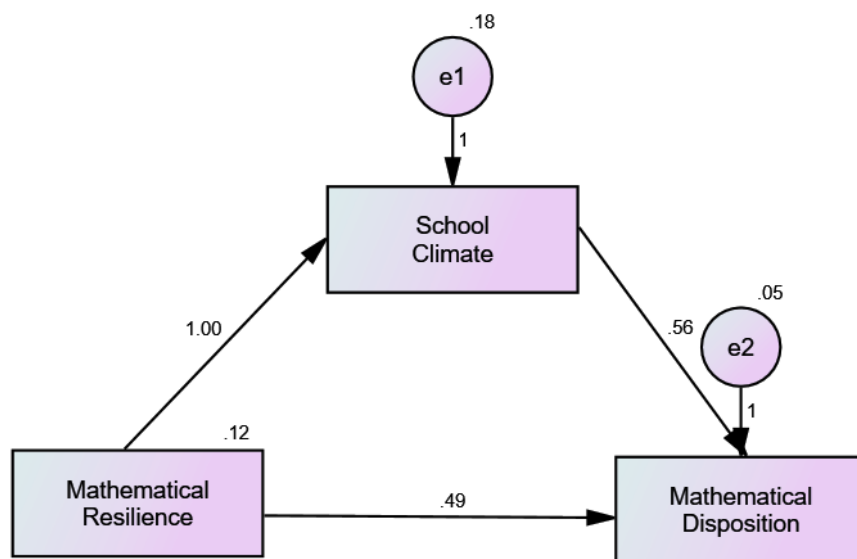 .18
e1
1
School
Climate
1.00
.56
.05
e2
1
.12
Mathematical
Resilience
.49
Mathematical
Disposition